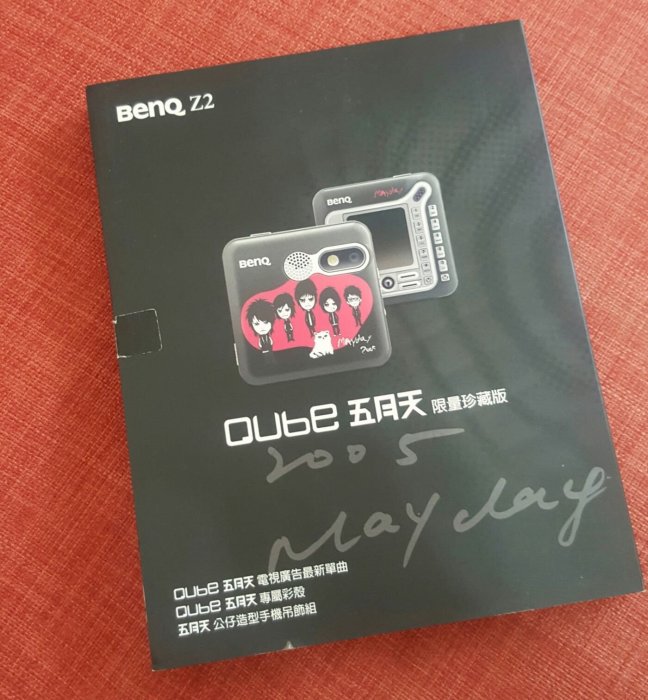 BenQ Z2
BenQ
Mayday
BenQ
Mayday
Qube 五月天 限量珍藏版
2005
Mayday
Qube 五月天 電視廣告最新單曲
Qube 五月天 專屬彩殼
五月天 公仔造型手機吊飾組